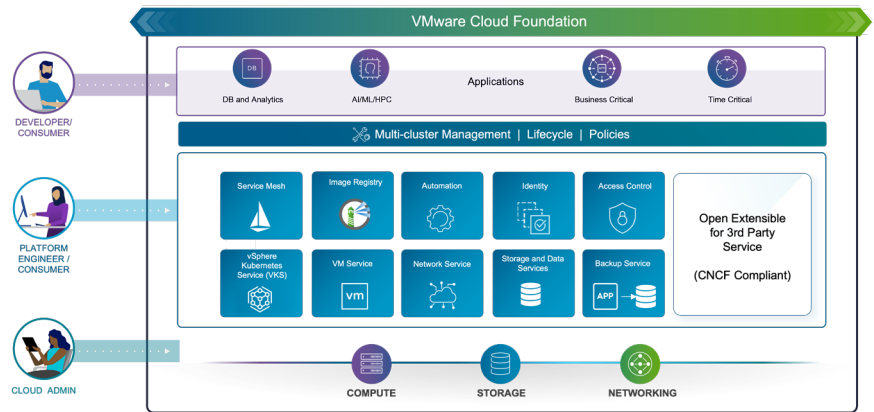 VMware Cloud Foundation
DEVELOPER/
CONSUMER
DB
DB and Analytics
AI/ML/HPC
Applications
Business Critical
Time Critical
Multi-cluster Management | Lifecycle | Policies
PLATFORM
ENGINEER /
CONSUMER
Service Mesh
Image Registry
Automation
Identity
Access Control
vSphere
Kubernetes
Service (VKS)
VM Service
vm
Network Service
Storage and Data
Services
Backup Service
APP
Open Extensible
for 3rd Party
Service
(CNCF Compliant)
CLOUD ADMIN
COMPUTE
STORAGE
NETWORKING